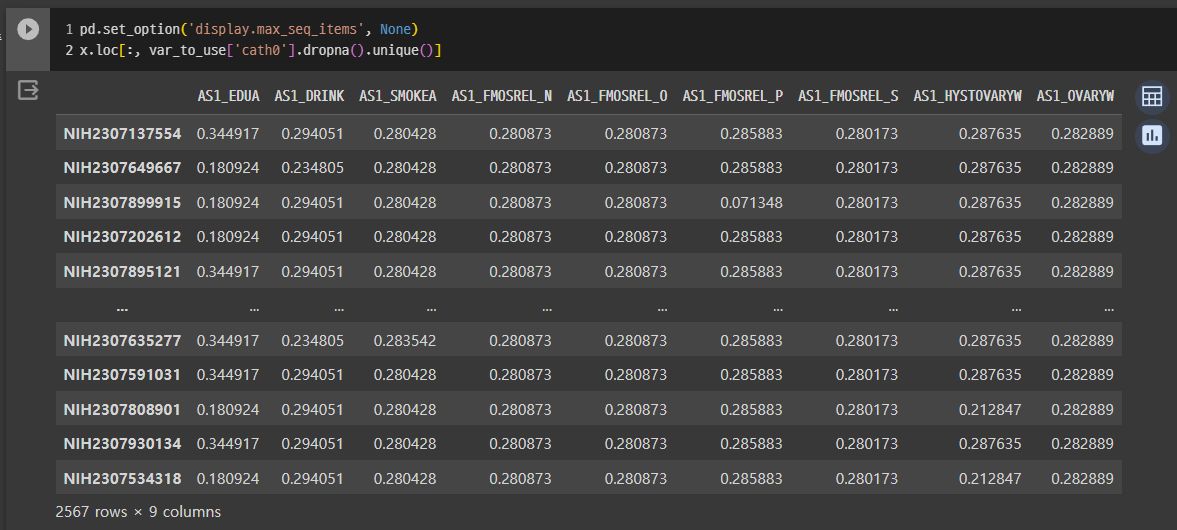 1 pd.set_option('display.max_seq_items', None)
2 x.loc[:, var_to_use['cath0'].dropna().unique()]
AS1_EDUA AS1_DRINK AS1_SMOKEA AS1_FMOSREL_N AS1_FMOSREL_O AS1_FMOSREL_P AS1_FMOSREL_S AS1_HYSTOVARYW AS1_OVARYW
NIH2307137554 0.344917 0.294051 0.280428 0.280873 0.280873 0.285883 0.280173 0.287635 0.282889
NIH2307649667 0.180924 0.234805 0.280428 0.280873 0.280873 0.285883 0.280173 0.287635 0.282889
NIH2307899915 0.180924 0.294051 0.280428 0.280873 0.280873 0.071348 0.280173 0.287635 0.282889
NIH2307202612 0.180924 0.294051 0.280428 0.280873 0.280873 0.285883 0.280173 0.287635 0.282889
NIH2307895121 0.344917 0.294051 0.280428 0.280873 0.280873 0.285883 0.280173 0.287635 0.282889
... ... ... ... ... ... ... ... ... ...
NIH2307635277 0.344917 0.234805 0.283542 0.280873 0.280873 0.285883 0.280173 0.287635 0.282889
NIH2307591031 0.344917 0.294051 0.280428 0.280873 0.280873 0.285883 0.280173 0.287635 0.282889
NIH2307808901 0.180924 0.294051 0.280428 0.280873 0.280873 0.285883 0.280173 0.212847 0.282889
NIH2307930134 0.344917 0.294051 0.280428 0.280873 0.280873 0.285883 0.280173 0.287635 0.282889
NIH2307534318 0.180924 0.294051 0.280428 0.280873 0.280873 0.285883 0.280173 0.212847 0.282889
2567 rows × 9 columns